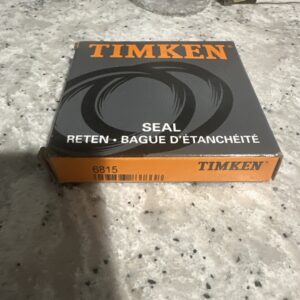 TIMKEN
SEAL
RETEN • BAGUE D'ÉTANCHÉITÉ
6815
TIMKEN